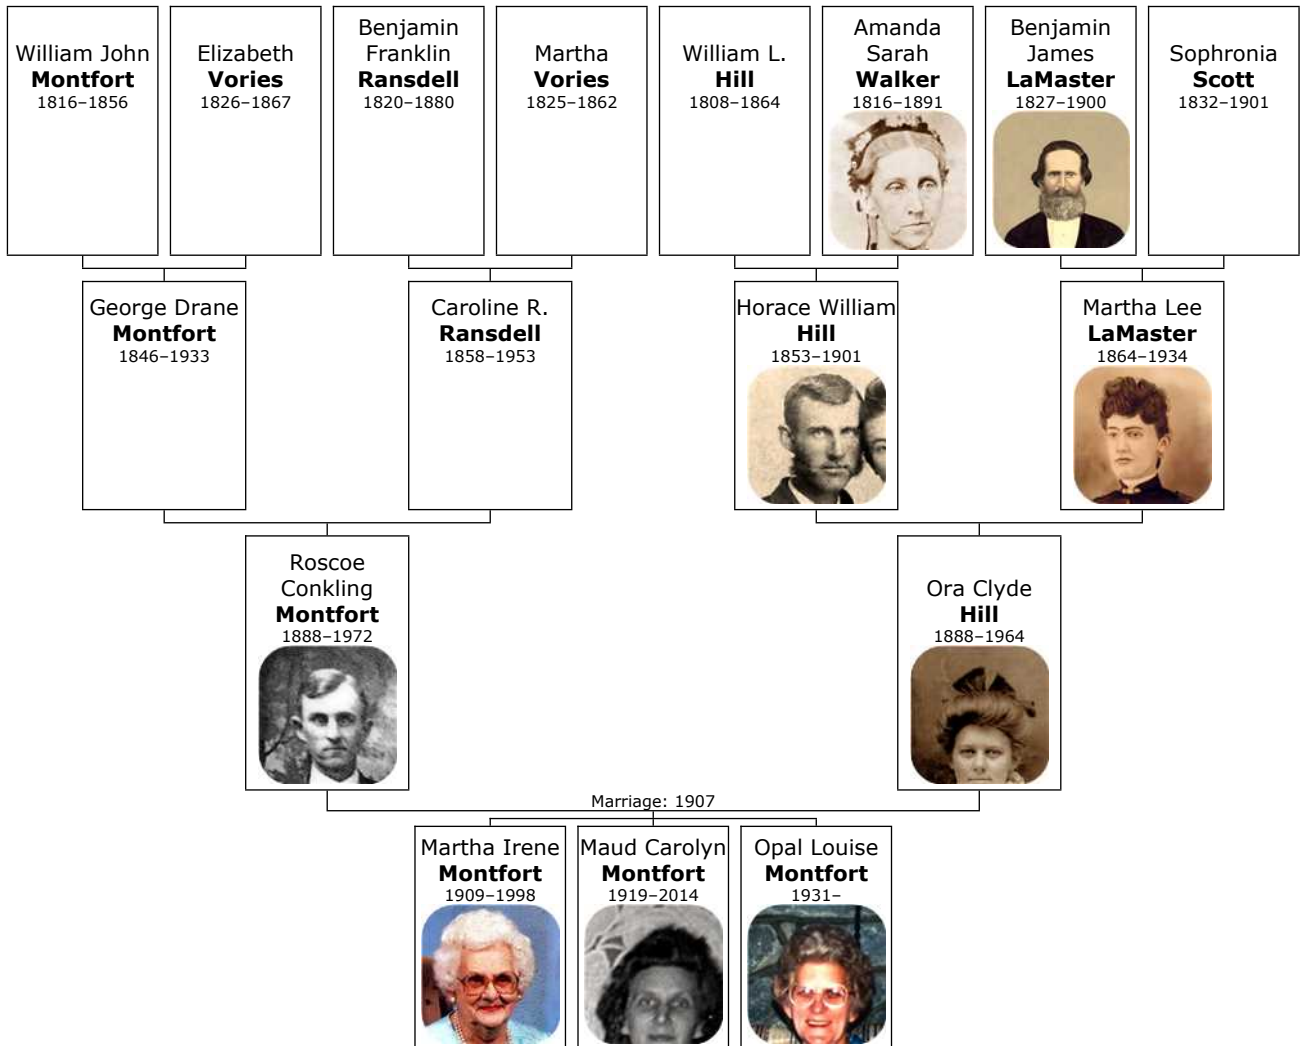 William John
Montfort
1816–1856
Elizabeth
Vories
1826–1867
Benjamin
Franklin
Ransdell
1820–1880
Martha
Vories
1825–1862
William L.
Hill
1808–1864
Amanda
Sarah
Walker
1816–1891
Benjamin
James
LaMaster
1827–1900
Sophronia
Scott
1832–1901
George Drane
Montfort
1846–1933
Caroline R.
Ransdell
1858–1953
Horace William
Hill
1853–1901
Martha Lee
LaMaster
1864–1934
Roscoe
Conkling
Montfort
1888–1972
Ora Clyde
Hill
1888–1964
Marriage: 1907
Martha Irene
Montfort
1909–1998
Maud Carolyn
Montfort
1919–2014
Opal Louise
Montfort
1931–